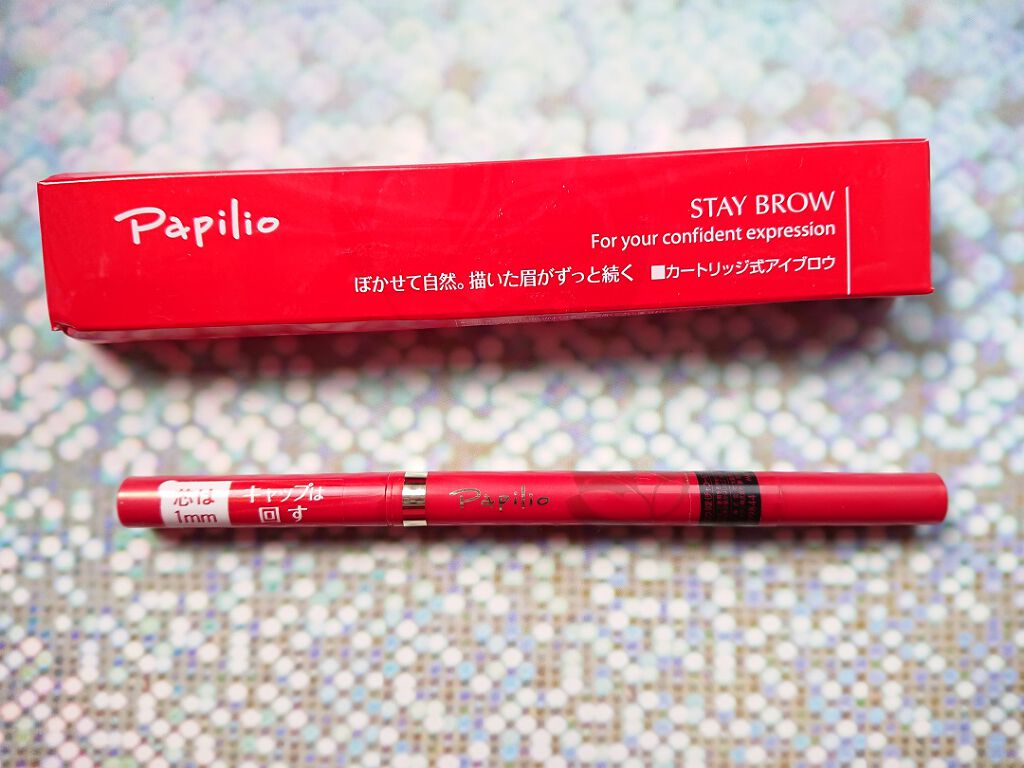 Papilio
STAY BROW
For your confident expression
ぼかせて自然。描いた眉がずっと続く ■カートリッジ式アイブロウ
芯は
1mm
キャップは
回す
Papilio